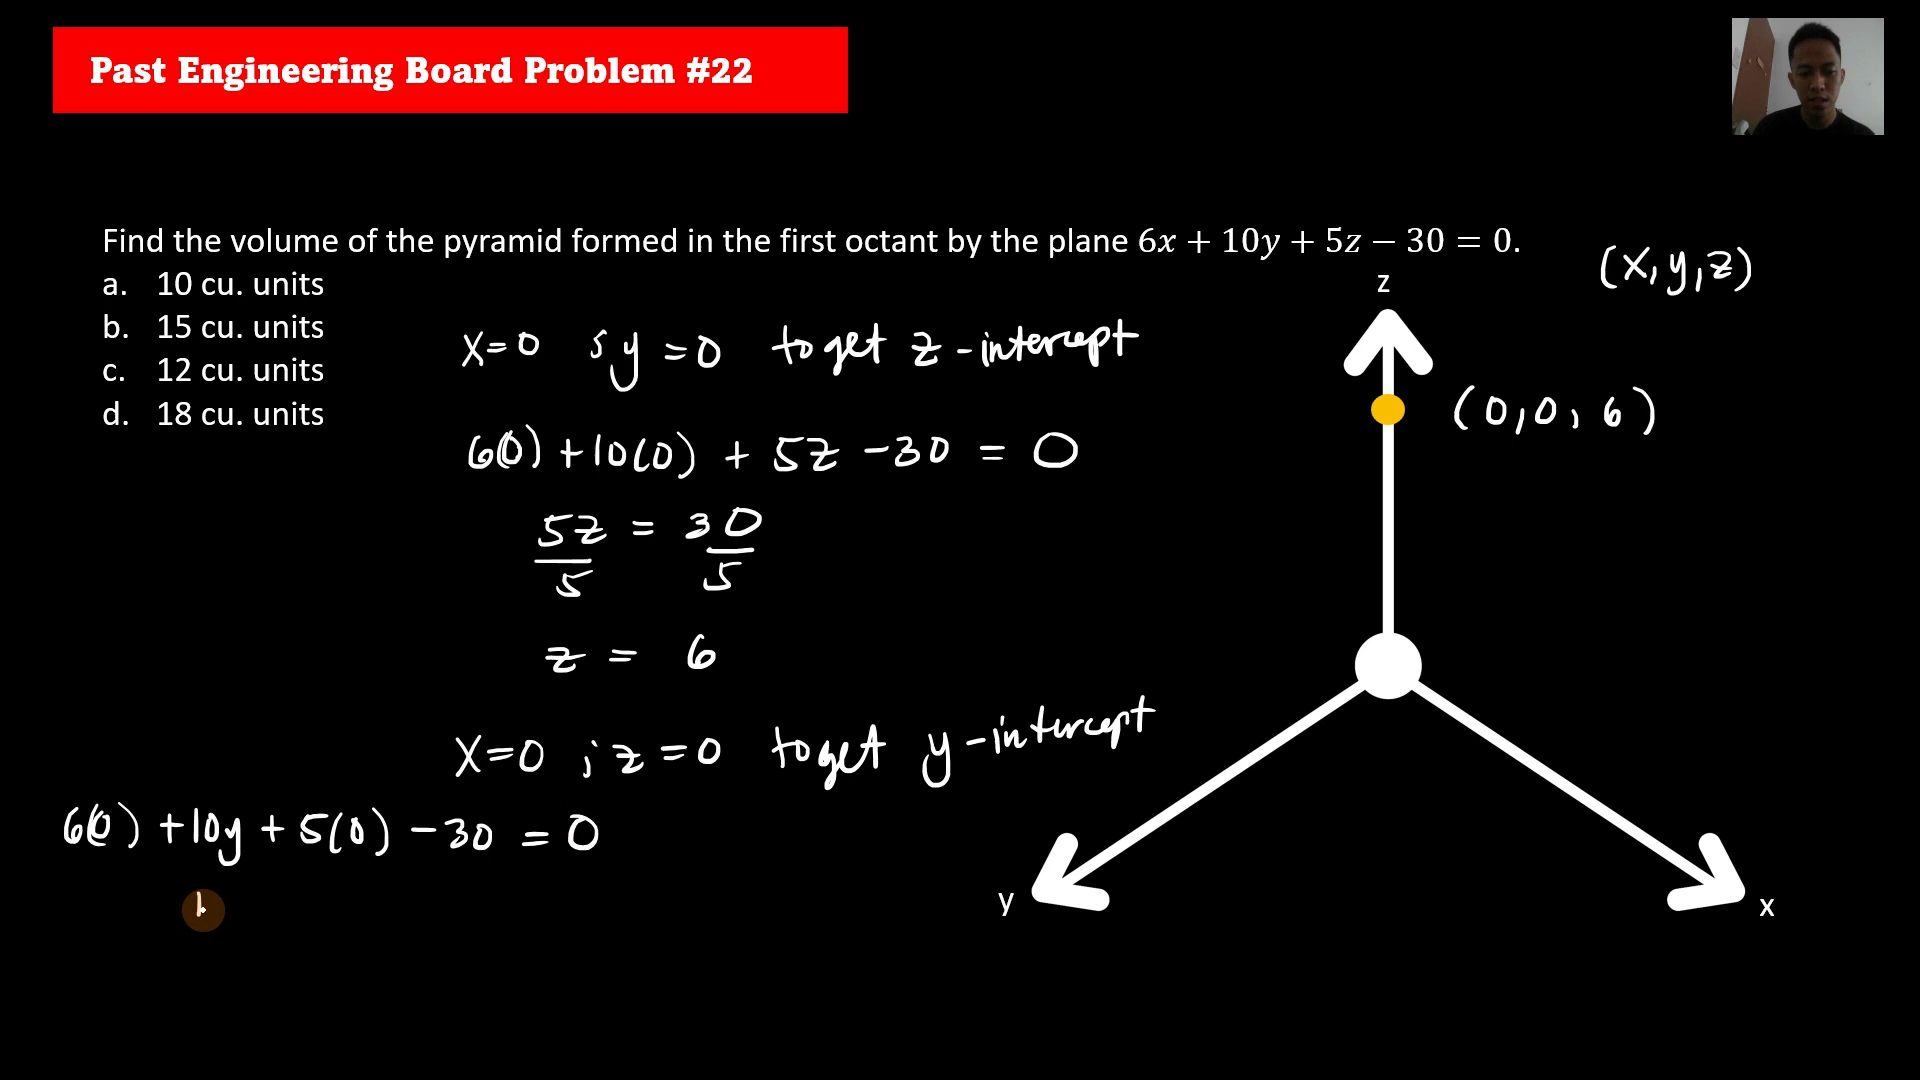 Past Engineering Board Problem #22
Find the volume of the pyramid formed in the first octant by the plane 6x + 10y + 5z − 30 = 0.
a. 10 cu. units
b. 15 cu. units
c. 12 cu. units
d. 18 cu. units
(x, y, z)
z
x=0 ; y=0 to get z-intercept
(0, 0, 6)
6(0) + 10(0) + 5z - 30 = 0
5z = 30
5 5
z = 6
x=0 ; z=0 to get y-intercept
6(0) + 10y + 5(0) - 30 = 0
y
x